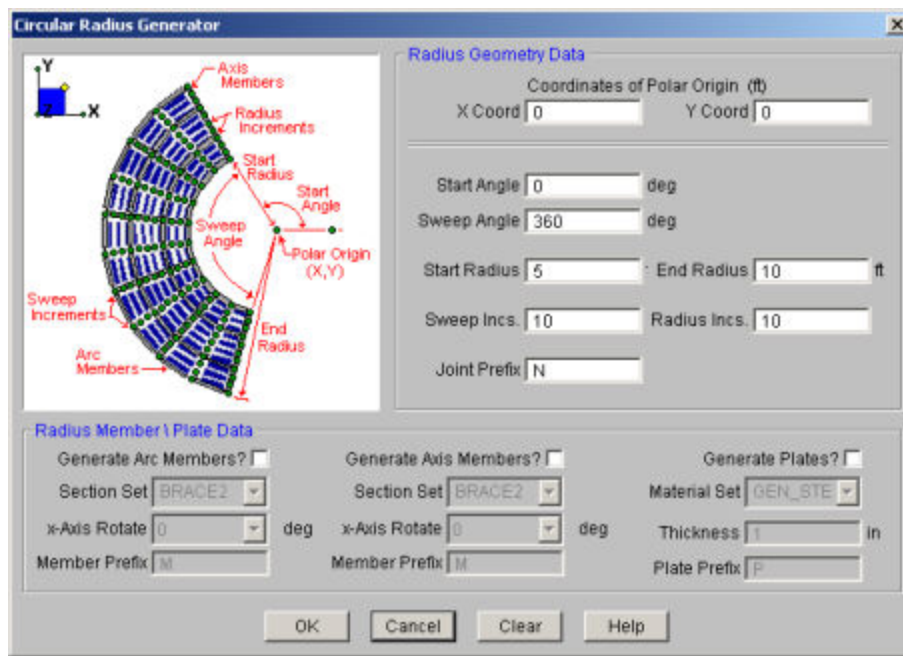 Circular Radius Generator
Y
X
Z
Axis Members
Radius Increments
Start Radius
Start Angle
Sweep Angle
Polar Origin (X,Y)
Sweep Increments
End Radius
Arc Members
Radius Geometry Data
Coordinates of Polar Origin (ft)
X Coord 0 Y Coord 0
Start Angle 0 deg
Sweep Angle 360 deg
Start Radius 5 - End Radius 10 ft
Sweep Incs. 10 Radius Incs. 10
Joint Prefix N
Radius Member \ Plate Data
Generate Arc Members? Generate Axis Members? Generate Plates?
Section Set BRACE2 Section Set BRACE2 Material Set GEN_STE
x-Axis Rotate 0 deg x-Axis Rotate 0 deg Thickness 1 in
Member Prefix M Member Prefix M Plate Prefix P
OK Cancel Clear Help